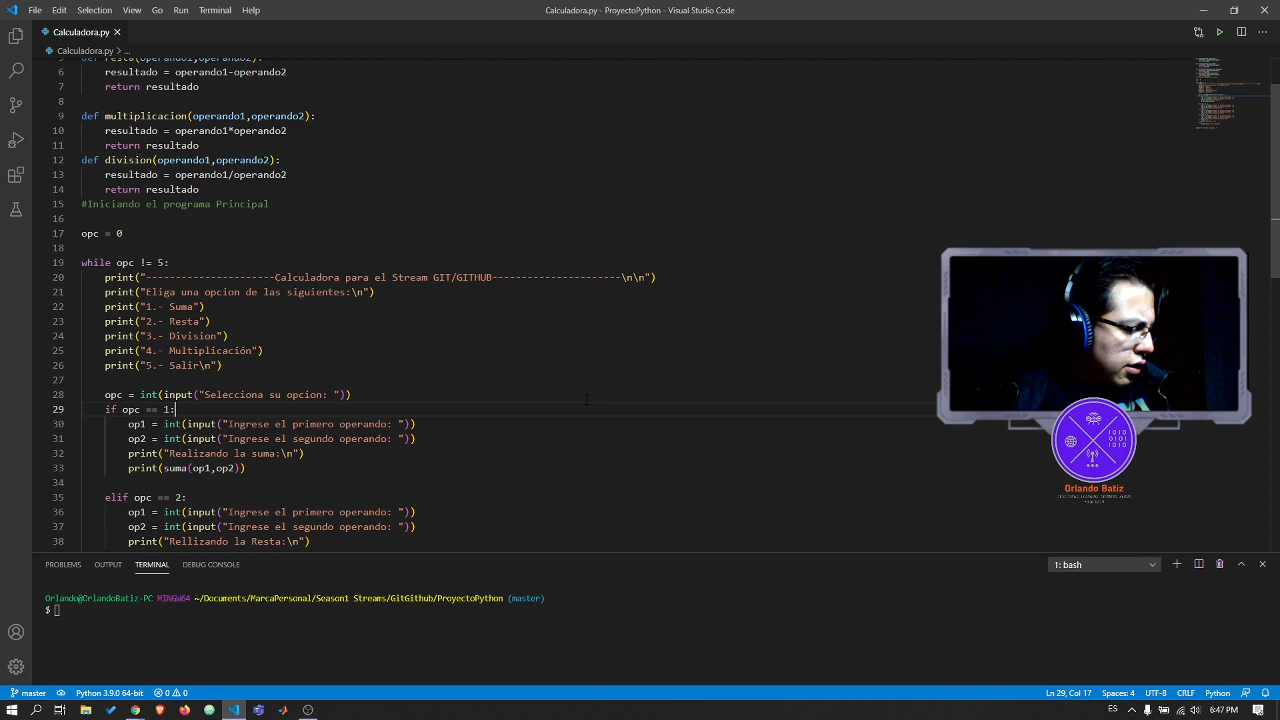 File Edit Selection View Go Run Terminal Help
Calculadora.py - ProyectoPython - Visual Studio Code
Calculadora.py
Calculadora.py > ...
5 def resta(operando1,operando2):
6 resultado = operando1-operando2
7 return resultado
8
9 def multiplicacion(operando1,operando2):
10 resultado = operando1*operando2
11 return resultado
12 def division(operando1,operando2):
13 resultado = operando1/operando2
14 return resultado
15 #Iniciando el programa Principal
16
17 opc = 0
18
19 while opc != 5:
20 print("----------------------Calculadora para el Stream GIT/GITHUB----------------------\n\n")
21 print("Eliga una opcion de las siguientes:\n")
22 print("1.- Suma")
23 print("2.- Resta")
24 print("3.- Division")
25 print("4.- Multiplicación")
26 print("5.- Salir\n")
27
28 opc = int(input("Selecciona su opcion: "))
29 if opc == 1:
30 op1 = int(input("Ingrese el primero operando: "))
31 op2 = int(input("Ingrese el segundo operando: "))
32 print("Realizando la suma:\n")
33 print(suma(op1,op2))
34
35 elif opc == 2:
36 op1 = int(input("Ingrese el primero operando: "))
37 op2 = int(input("Ingrese el segundo operando: "))
38 print("Rellizando la Resta:\n")
1010
0101
1010
Orlando Batiz
PROBLEMS OUTPUT TERMINAL DEBUG CONSOLE
1: bash
Orlando@OrlandoBatiz-PC MINGW64 ~/Documents/MarcaPersonal/Season1 Streams/GitGithub/ProyectoPython (master)
$
master Python 3.9.0 64-bit 0 0
Ln 29, Col 17 Spaces: 4 UTF-8 CRLF Python
ES 6:47 PM